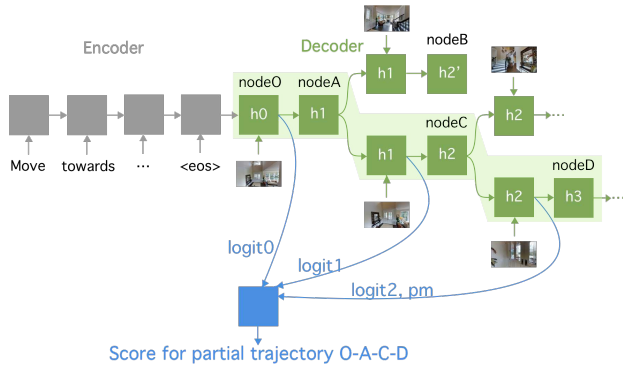 Encoder
Decoder
nodeB
nodeO
nodeA
h1
h2'
h0
h1
h2
nodeC
h1
h2
nodeD
h2
h3
Move
towards
...
<eos>
logit0
logit1
logit2, pm
Score for partial trajectory O-A-C-D